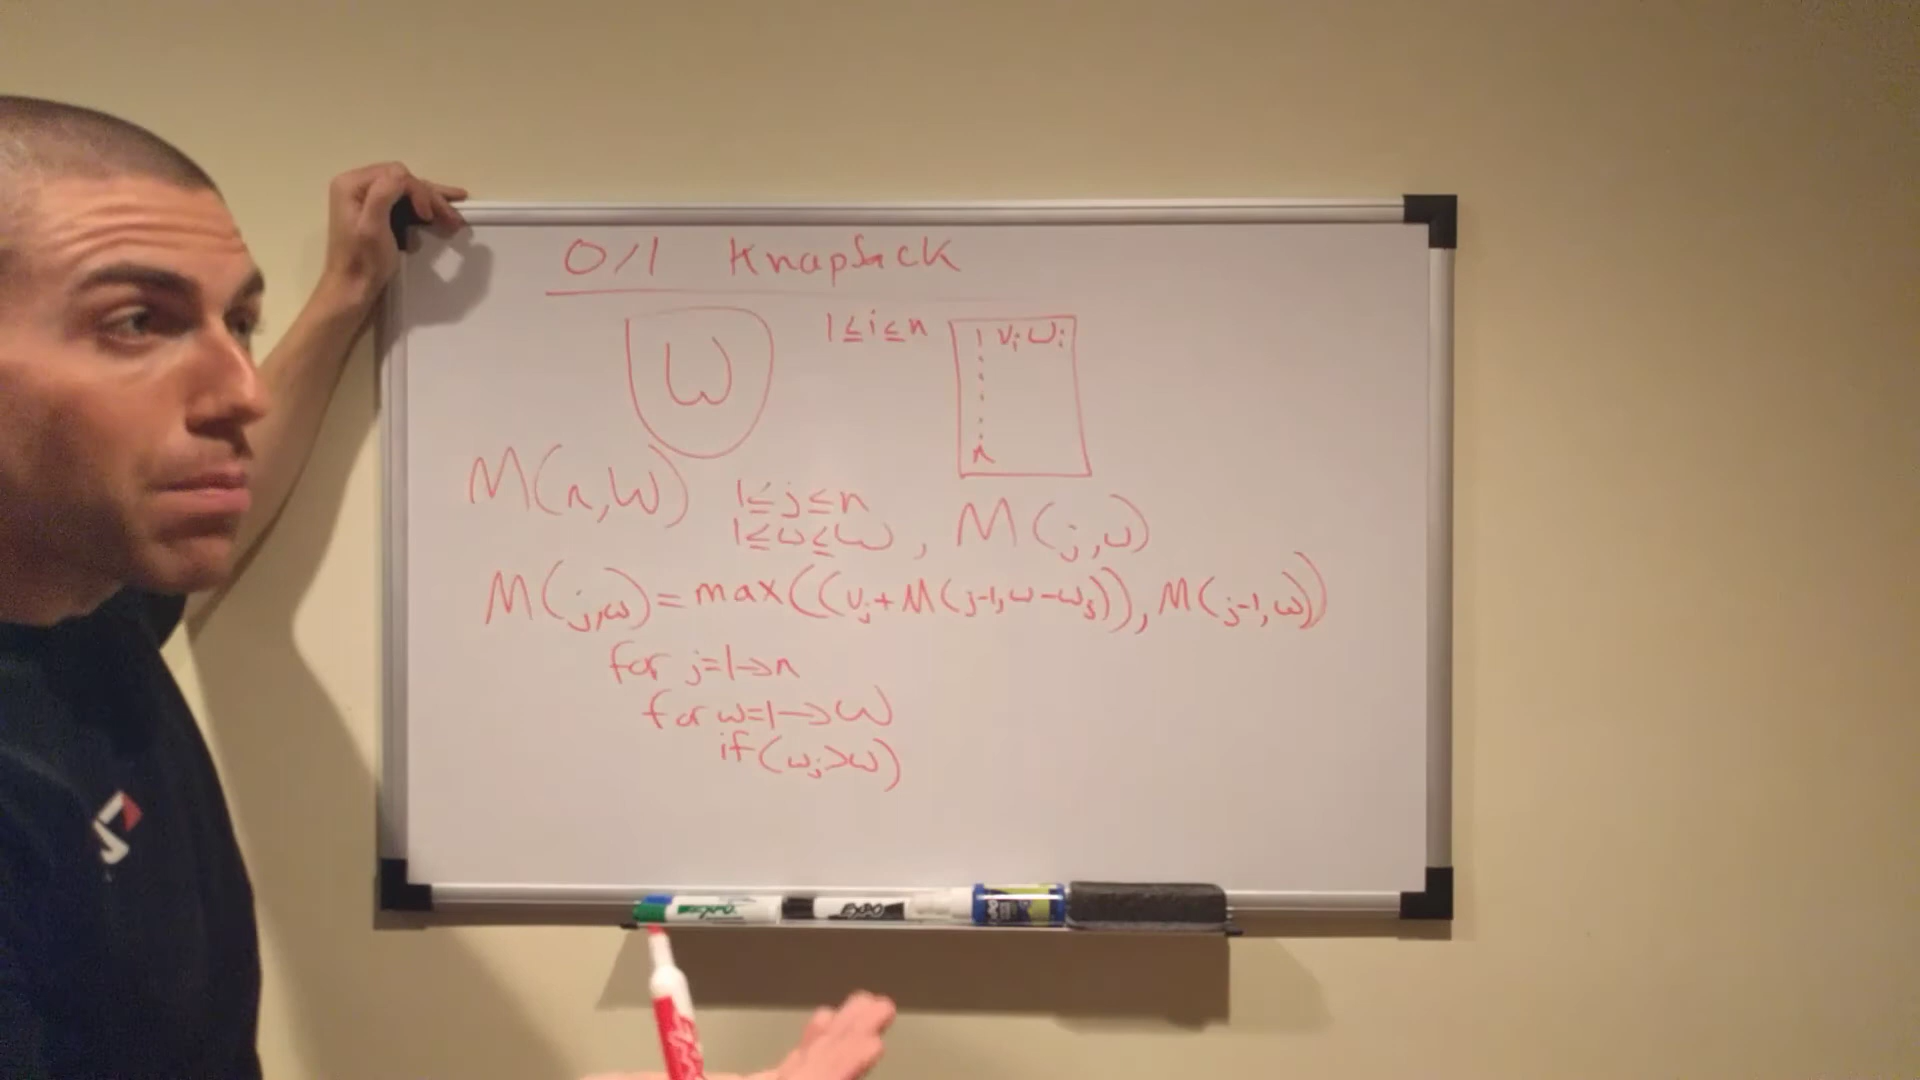 0/1 Knapsack
W
1≤i≤n
1 vᵢ wᵢ
n
M(n,W)
1≤j≤n
1≤w≤W, M(j,w)
M(j,w)=max((vⱼ+M(j-1,w-wⱼ)),M(j-1,w))
for j=1→n
for w=1→W
if(wⱼ>w)
EXPO